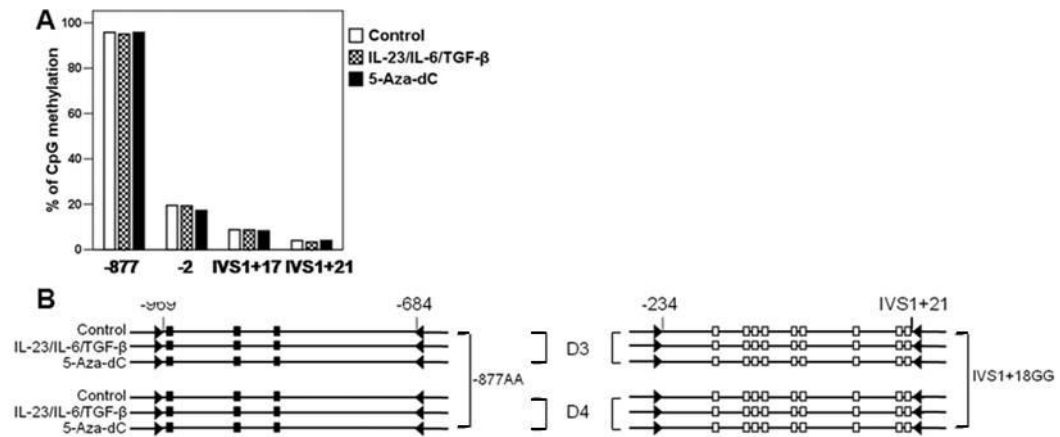 A
100
80
60
40
20
0
% of CpG methylation
Control
IL-23/IL-6/TGF-β
5-Aza-dC
-877 -2 IVS1+17 IVS1+21
B
-969 -684 -234 IVS1+21
Control
IL-23/IL-6/TGF-β
5-Aza-dC
D3
-877AA
IVS1+18GG
Control
IL-23/IL-6/TGF-β
5-Aza-dC
D4